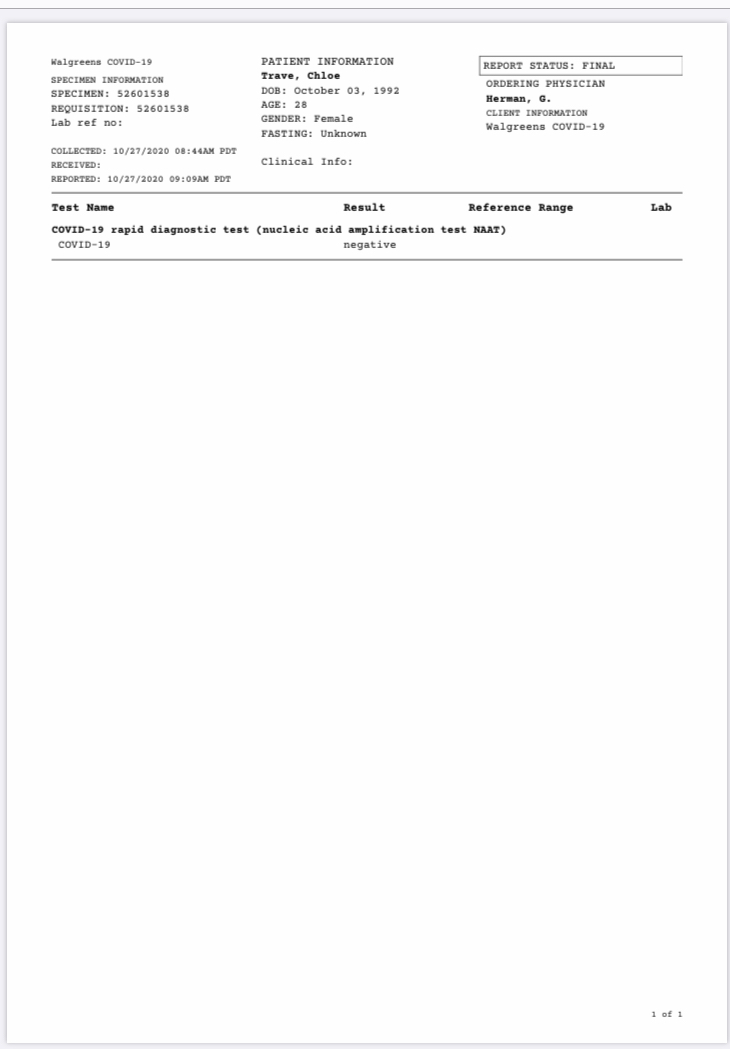 Walgreens COVID-19
SPECIMEN INFORMATION
SPECIMEN: 52601538
REQUISITION: 52601538
Lab ref no:
COLLECTED: 10/27/2020 08:44AM PDT
RECEIVED:
REPORTED: 10/27/2020 09:09AM PDT
PATIENT INFORMATION
Trave, Chloe
DOB: October 03, 1992
AGE: 28
GENDER: Female
FASTING: Unknown
Clinical Info:
REPORT STATUS: FINAL
ORDERING PHYSICIAN
Herman, G.
CLIENT INFORMATION
Walgreens COVID-19
Test Name Result Reference Range Lab
COVID-19 rapid diagnostic test (nucleic acid amplification test NAAT)
COVID-19 negative
1 of 1